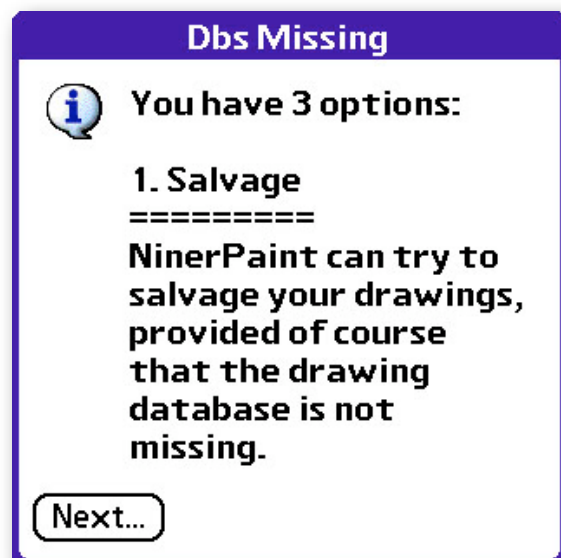 Dbs Missing
You have 3 options:
1. Salvage
=========
NinerPaint can try to
salvage your drawings,
provided of course
that the drawing
database is not
missing.
Next...